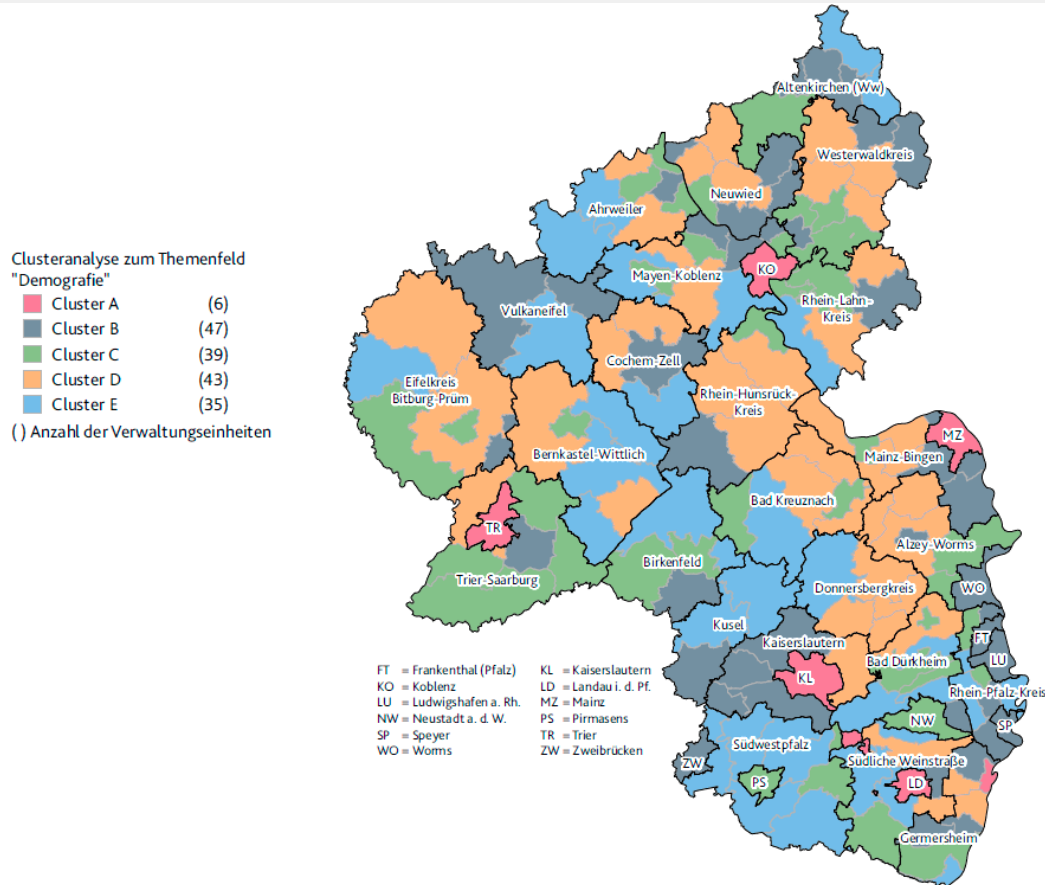 Clusteranalyse zum Themenfeld
"Demografie"
Cluster A (6)
Cluster B (47)
Cluster C (39)
Cluster D (43)
Cluster E (35)
( ) Anzahl der Verwaltungseinheiten
Altenkirchen (Ww)
Westerwaldkreis
Neuwied
Ahrweiler
KO
Mayen-Koblenz
Rhein-Lahn-
Kreis
Vulkaneifel
Cochem-Zell
Eifelkreis
Bitburg-Prüm
Rhein-Hunsrück-
Kreis
MZ
Mainz-Bingen
Bernkastel-Wittlich
Bad Kreuznach
TR
Alzey-Worms
Trier-Saarburg
Birkenfeld
Donnersbergkreis
WO
Kusel
Kaiserslautern
FT
LU
KL
Bad Dürkheim
Rhein-Pfalz-Kreis
NW
SP
Südwestpfalz
Südliche Weinstraße
ZW
PS
LD
Germersheim
FT = Frankenthal (Pfalz) KL = Kaiserslautern
KO = Koblenz LD = Landau i. d. Pf.
LU = Ludwigshafen a. Rh. MZ = Mainz
NW = Neustadt a. d. W. PS = Pirmasens
SP = Speyer TR = Trier
WO = Worms ZW = Zweibrücken